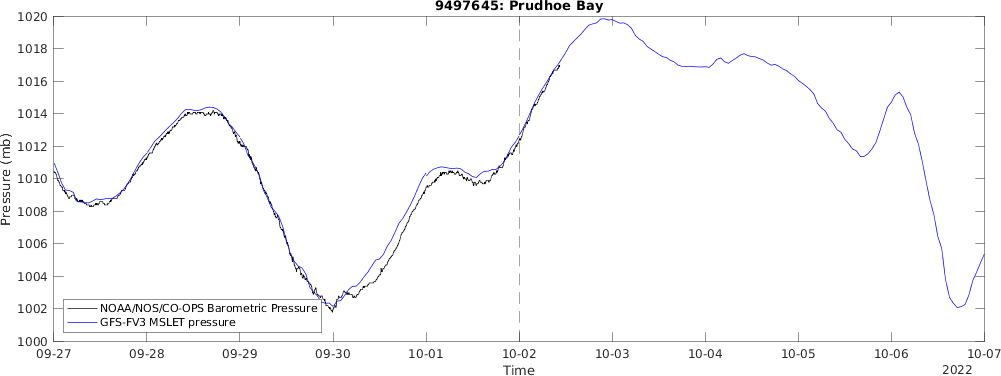 9497645: Prudhoe Bay
1020
1018
1016
1014
1012
1010
1008
1006
1004
1002
1000
Pressure (mb)
NOAA/NOS/CO-OPS Barometric Pressure
GFS-FV3 MSLET pressure
09-27 09-28 09-29 09-30 10-01 10-02 10-03 10-04 10-05 10-06 10-07
Time
2022